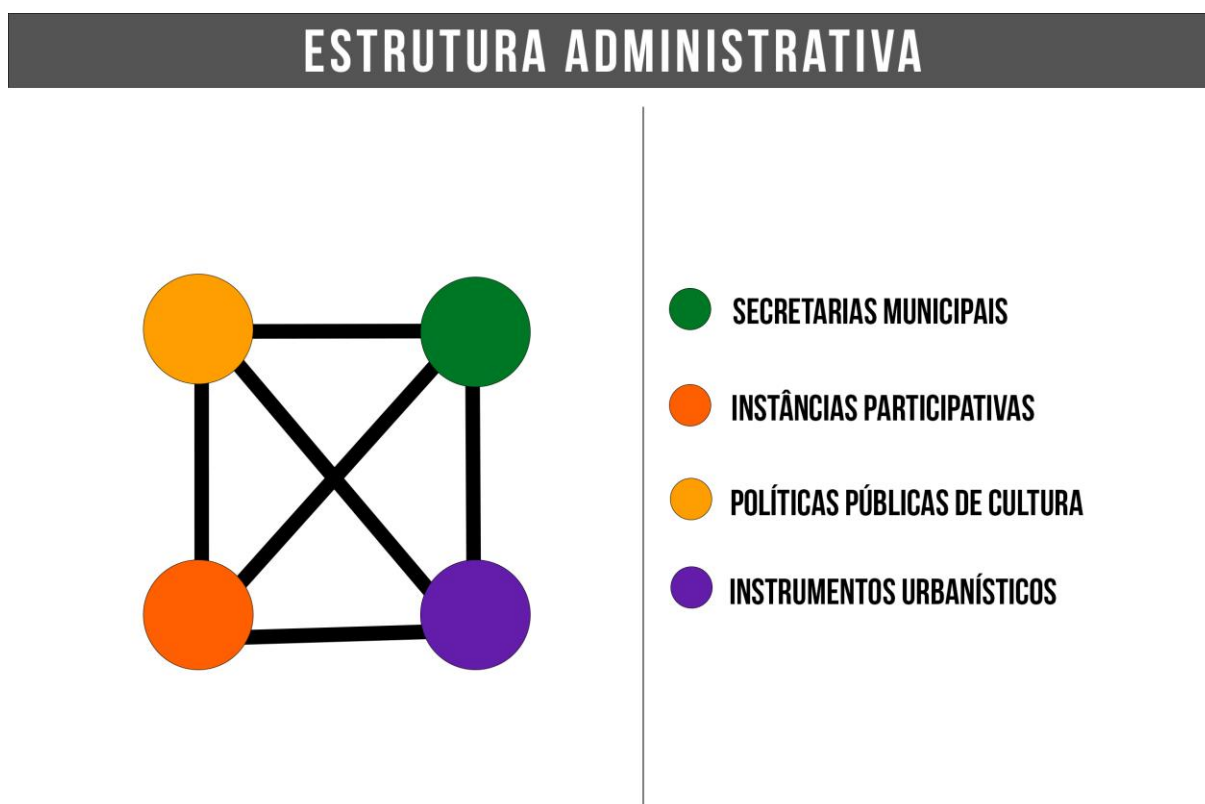 ESTRUTURA ADMINISTRATIVA
SECRETARIAS MUNICIPAIS
INSTÂNCIAS PARTICIPATIVAS
POLÍTICAS PÚBLICAS DE CULTURA
INSTRUMENTOS URBANÍSTICOS